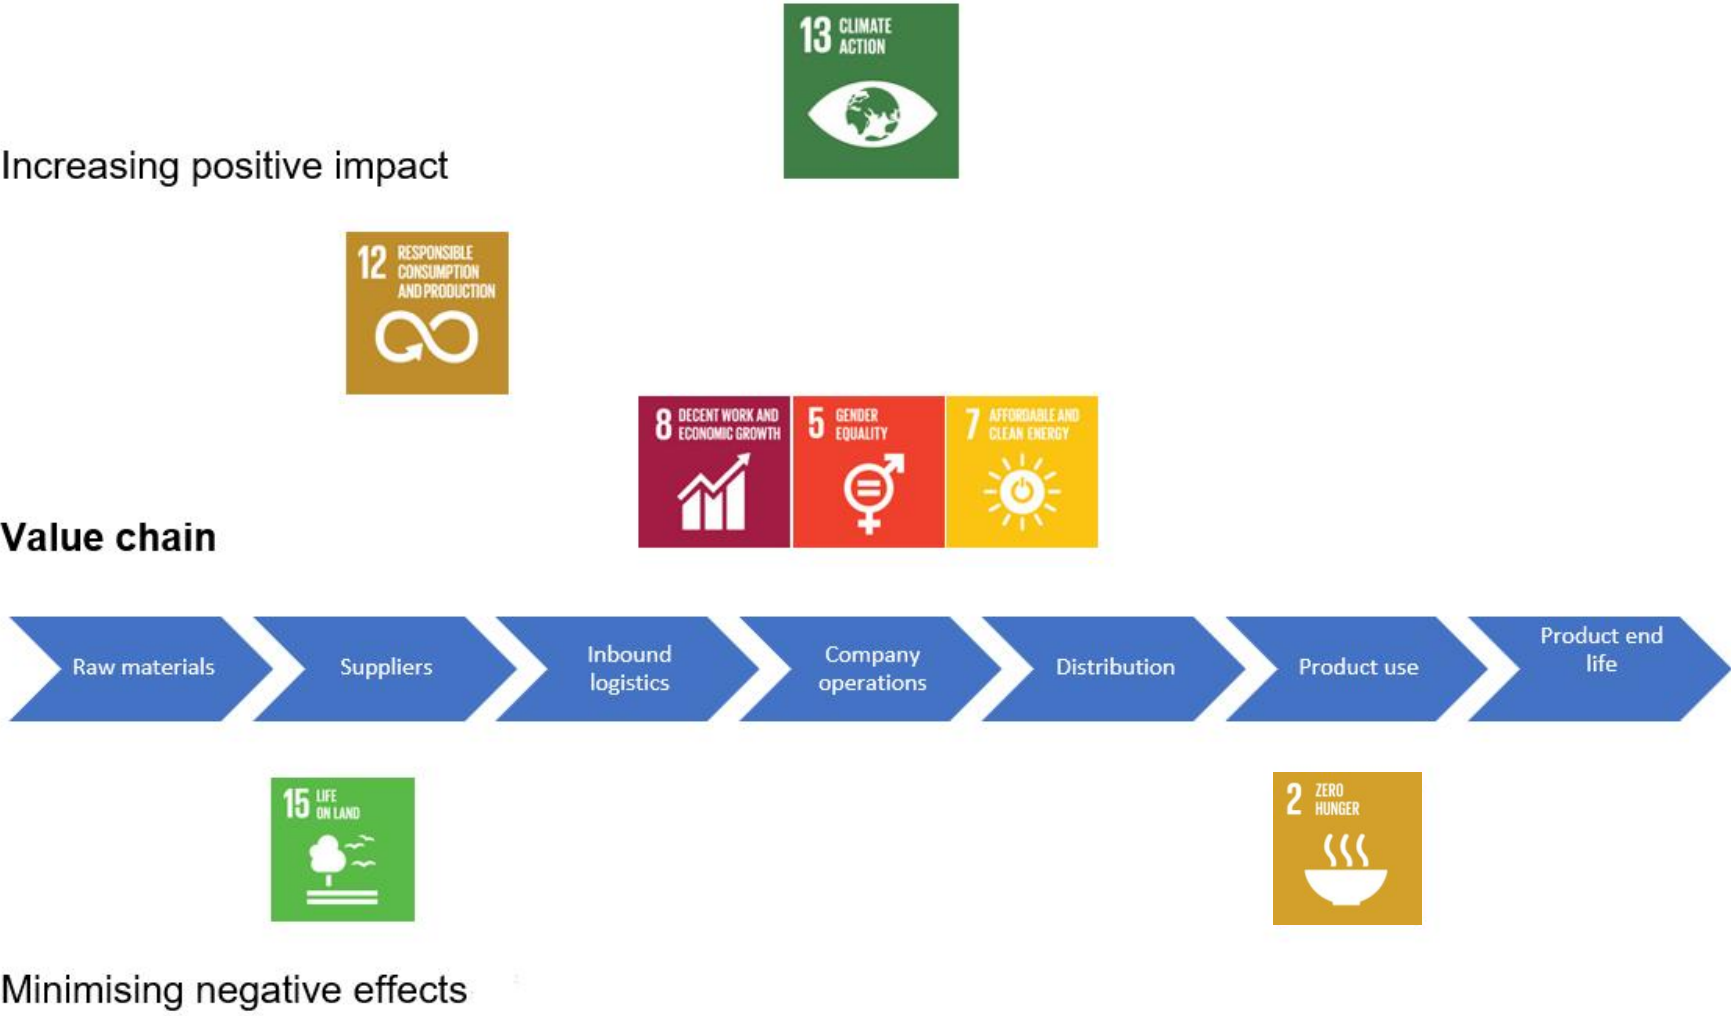 13 CLIMATE
ACTION
Increasing positive impact
12 RESPONSIBLE
CONSUMPTION
AND PRODUCTION
8 DECENT WORK AND
ECONOMIC GROWTH
5 GENDER
EQUALITY
7 AFFORDABLE AND
CLEAN ENERGY
Value chain
Raw materials
Suppliers
Inbound
logistics
Company
operations
Distribution
Product use
Product end
life
15 LIFE
ON LAND
2 ZERO
HUNGER
Minimising negative effects